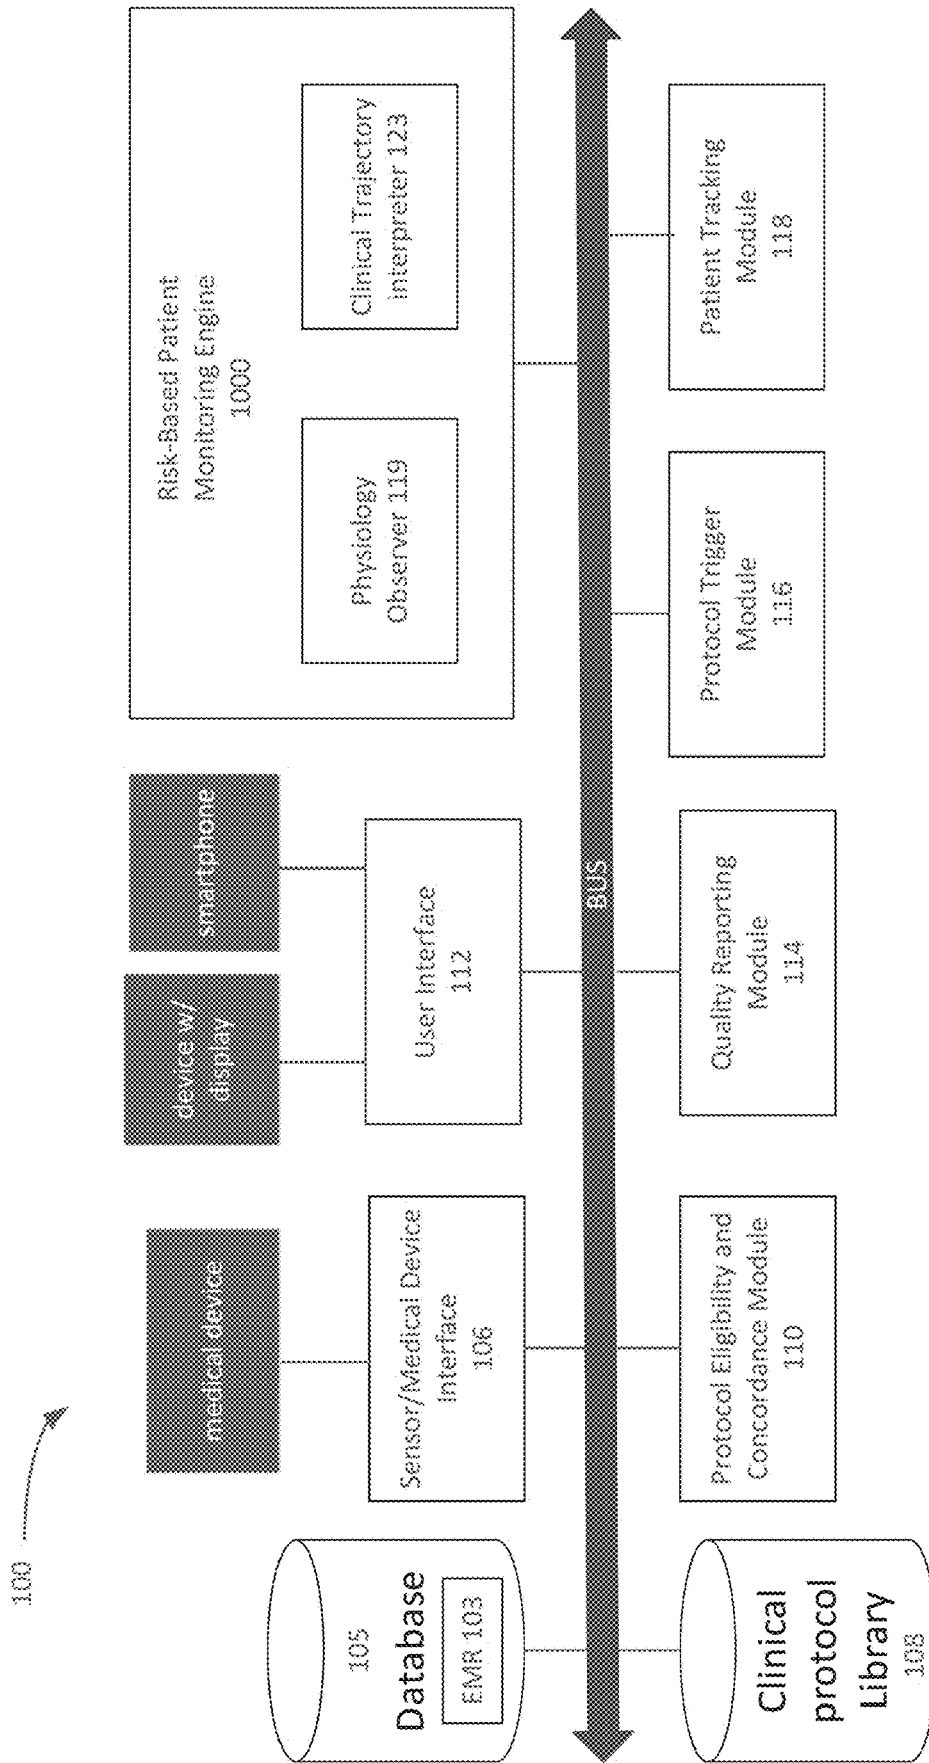 100
105
Database
EMR 103
medical device
Sensor/Medical Device
Interface
106
device w/
display
smartphone
User Interface
112
Risk-Based Patient
Monitoring Engine
1000
Physiology
Observer 119
Clinical Trajectory
Interpreter 123
BUS
Clinical
protocol
Library
108
Protocol Eligibility and
Concordance Module
110
Quality Reporting
Module
114
Protocol Trigger
Module
116
Patient Tracking
Module
118